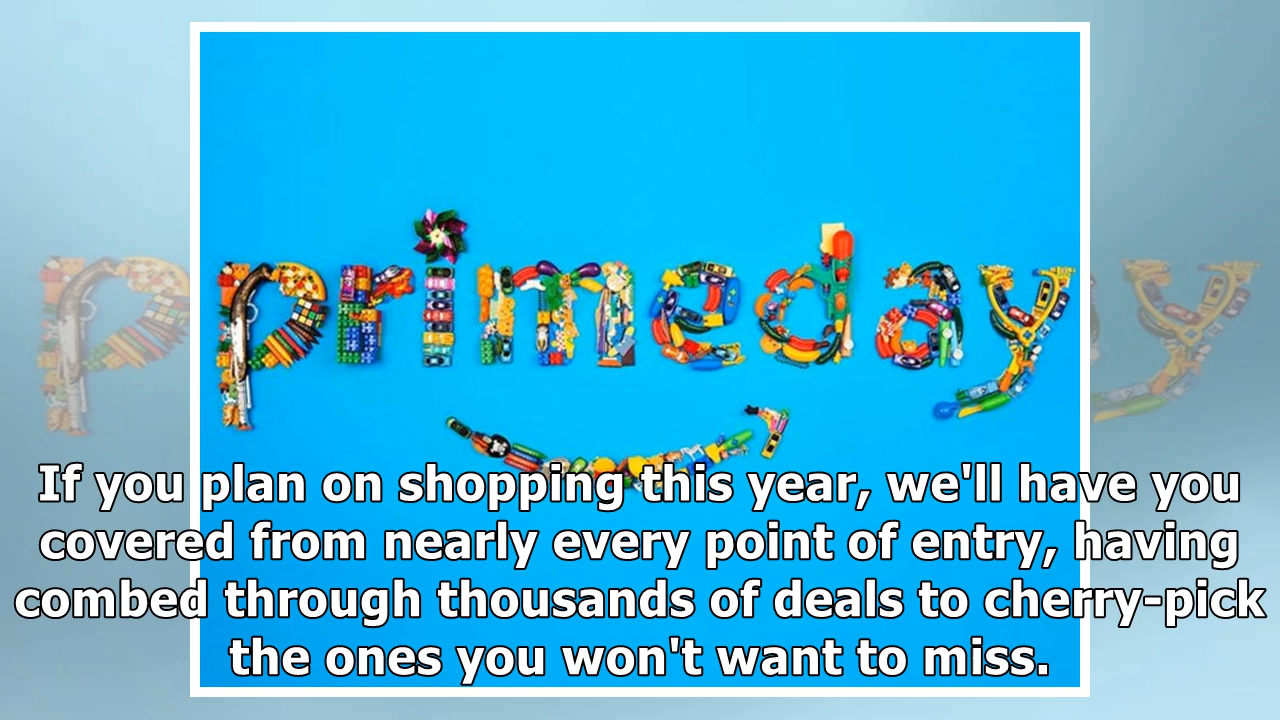 primeday
If you plan on shopping this year, we'll have you
covered from nearly every point of entry, having
combed through thousands of deals to cherry-pick
the ones you won't want to miss.